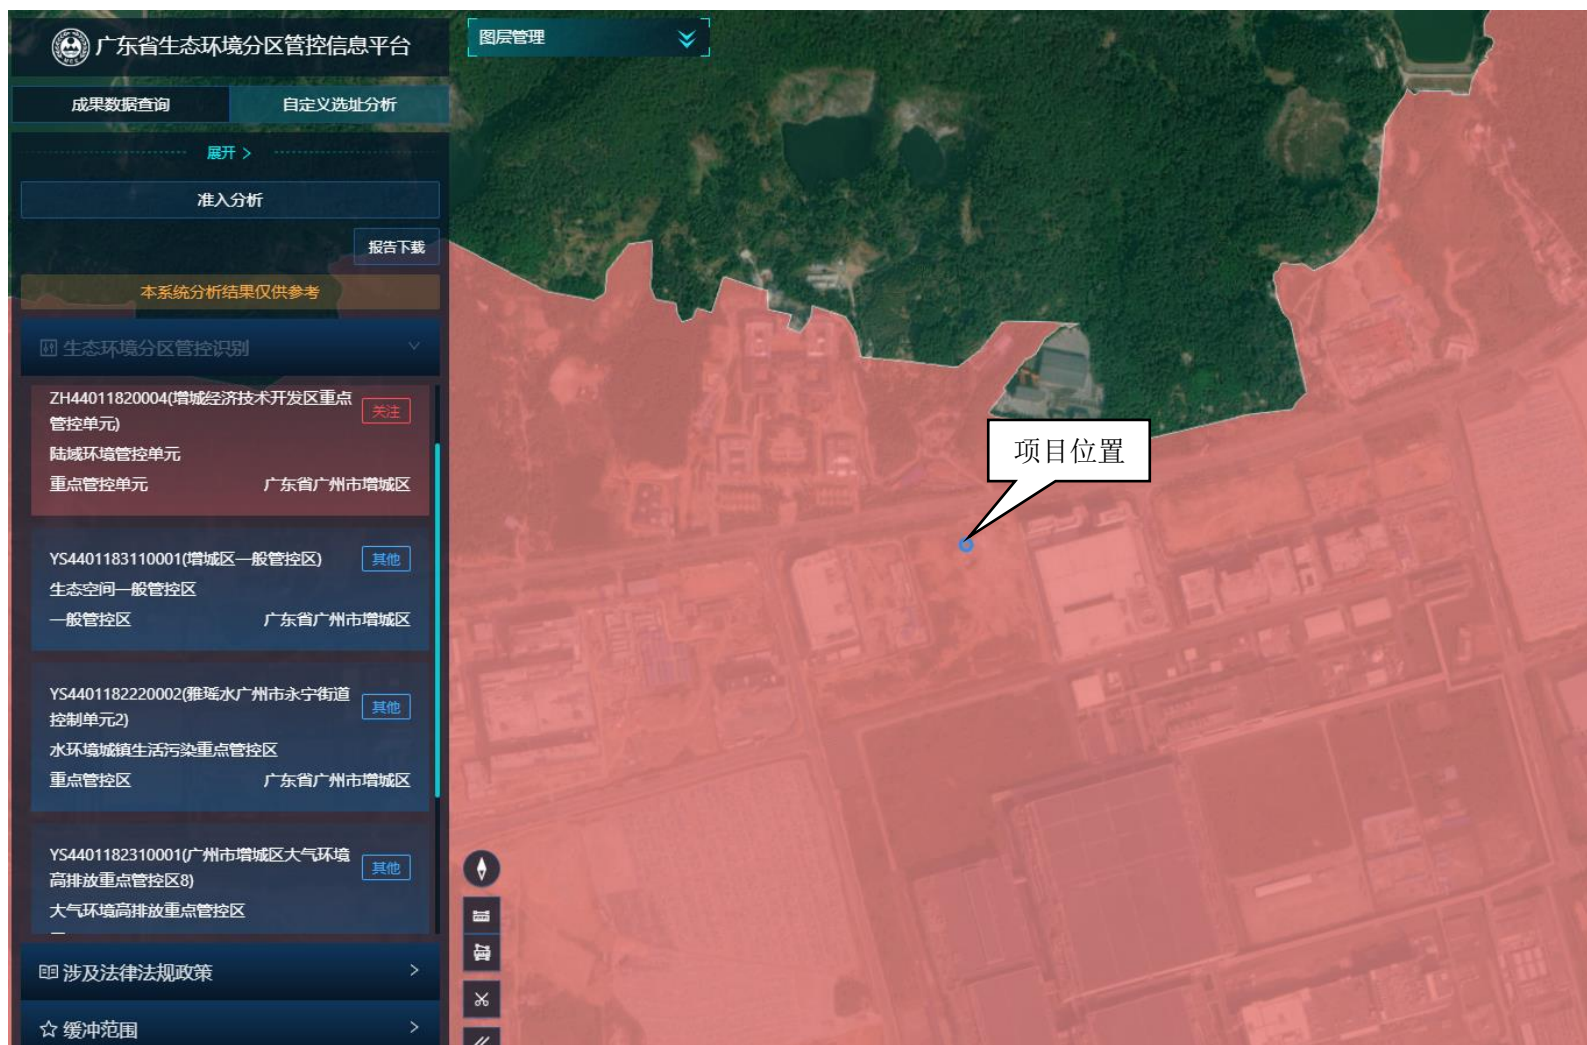 广东省生态环境分区管控信息平台
图层管理
成果数据查询
自定义选址分析
展开 >
准入分析
报告下载
本系统分析结果仅供参考
生态环境分区管控识别
ZH44011820004(增城经济技术开发区重点
管控单元)
关注
陆域环境管控单元
重点管控单元 广东省广州市增城区
YS4401183110001(增城区一般管控区)
其他
生态空间一般管控区
一般管控区 广东省广州市增城区
YS4401182220002(雅瑶水广州市永宁街道
控制单元2)
其他
水环境城镇生活污染重点管控区
重点管控区 广东省广州市增城区
YS4401182310001(广州市增城区大气环境
高排放重点管控区8)
其他
大气环境高排放重点管控区
涉及法律法规政策
缓冲范围
项目位置